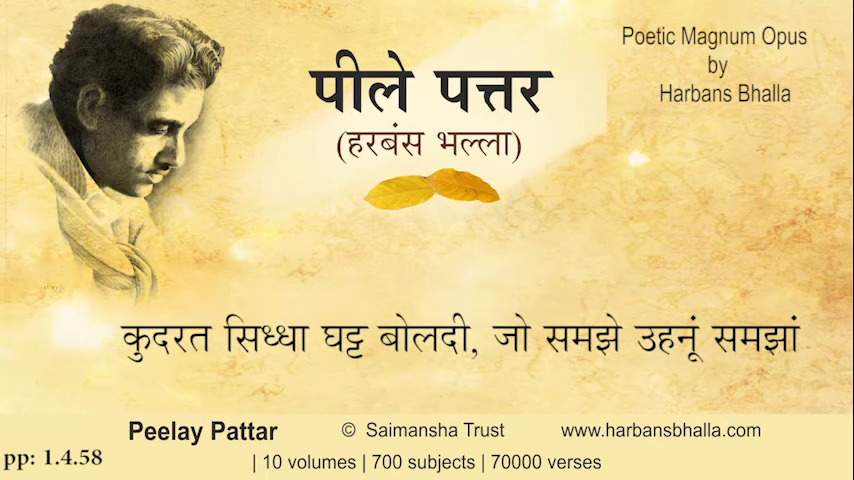 Poetic Magnum Opus
by
Harbans Bhalla
पीले पत्तर
(हरबंस भल्ला)
कुदरत सिध्धा घट्ट बोलदी, जो समझे उहनूं समझां
Peelay Pattar © Saimansha Trust www.harbansbhalla.com
pp: 1.4.58
| 10 volumes | 700 subjects | 70000 verses